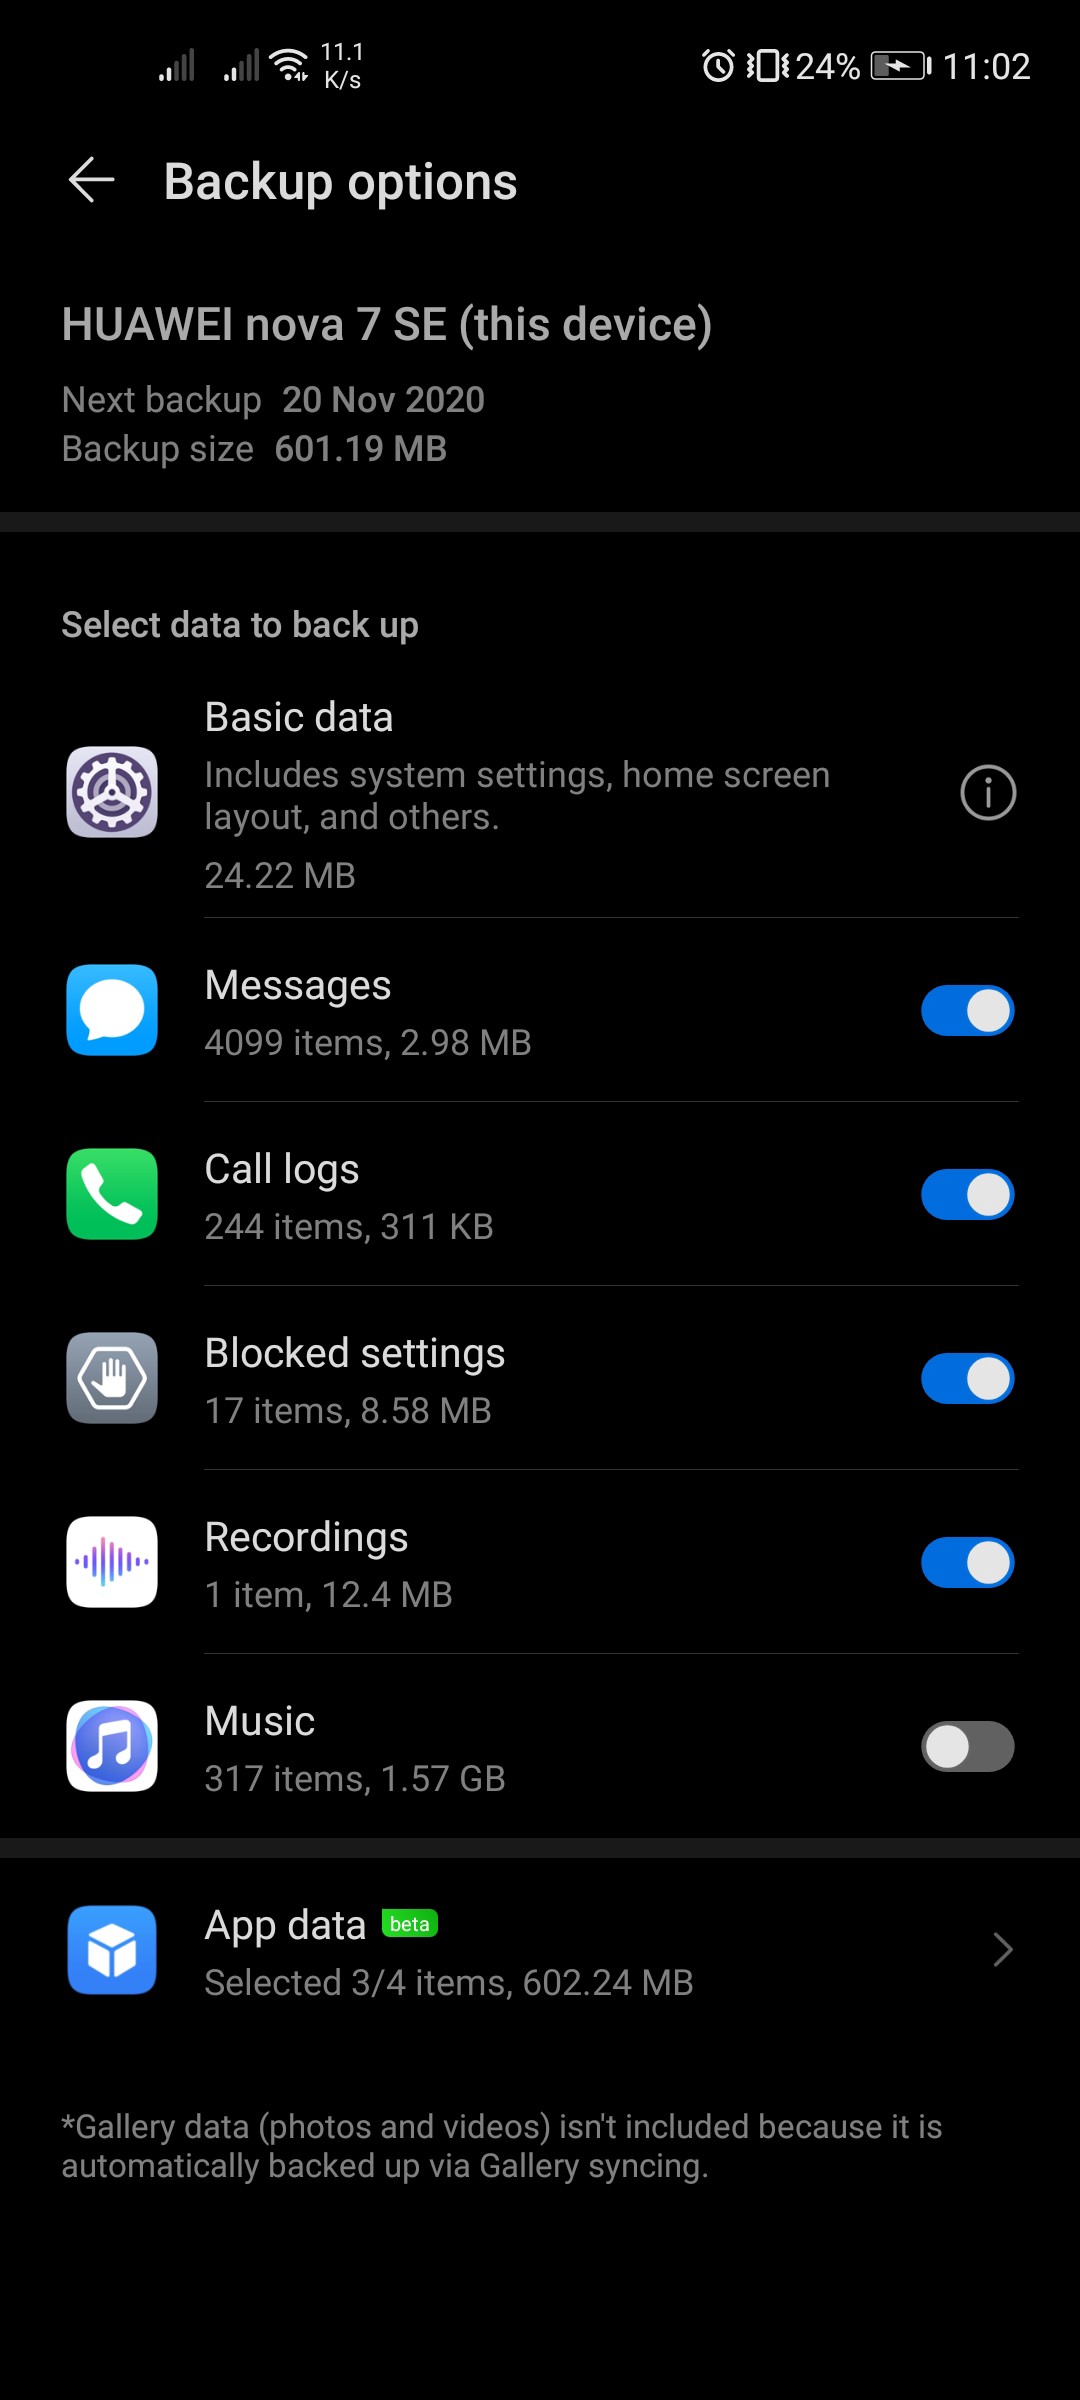 11.1
K/s
24%
11:02
Backup options
HUAWEI nova 7 SE (this device)
Next backup 20 Nov 2020
Backup size 601.19 MB
Select data to back up
Basic data
Includes system settings, home screen
layout, and others.
24.22 MB
Messages
4099 items, 2.98 MB
Call logs
244 items, 311 KB
Blocked settings
17 items, 8.58 MB
Recordings
1 item, 12.4 MB
Music
317 items, 1.57 GB
App data beta
Selected 3/4 items, 602.24 MB
*Gallery data (photos and videos) isn't included because it is
automatically backed up via Gallery syncing.